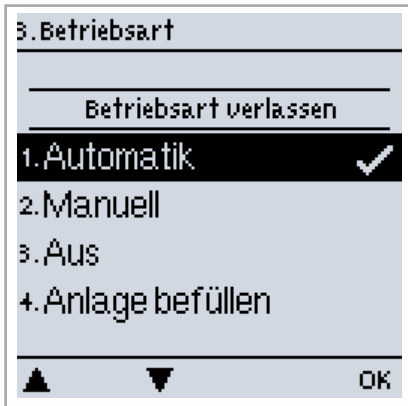 3.Betriebsart
Betriebsart verlassen
1.Automatik
2.Manuell
3.Aus
4.Anlage befüllen
OK